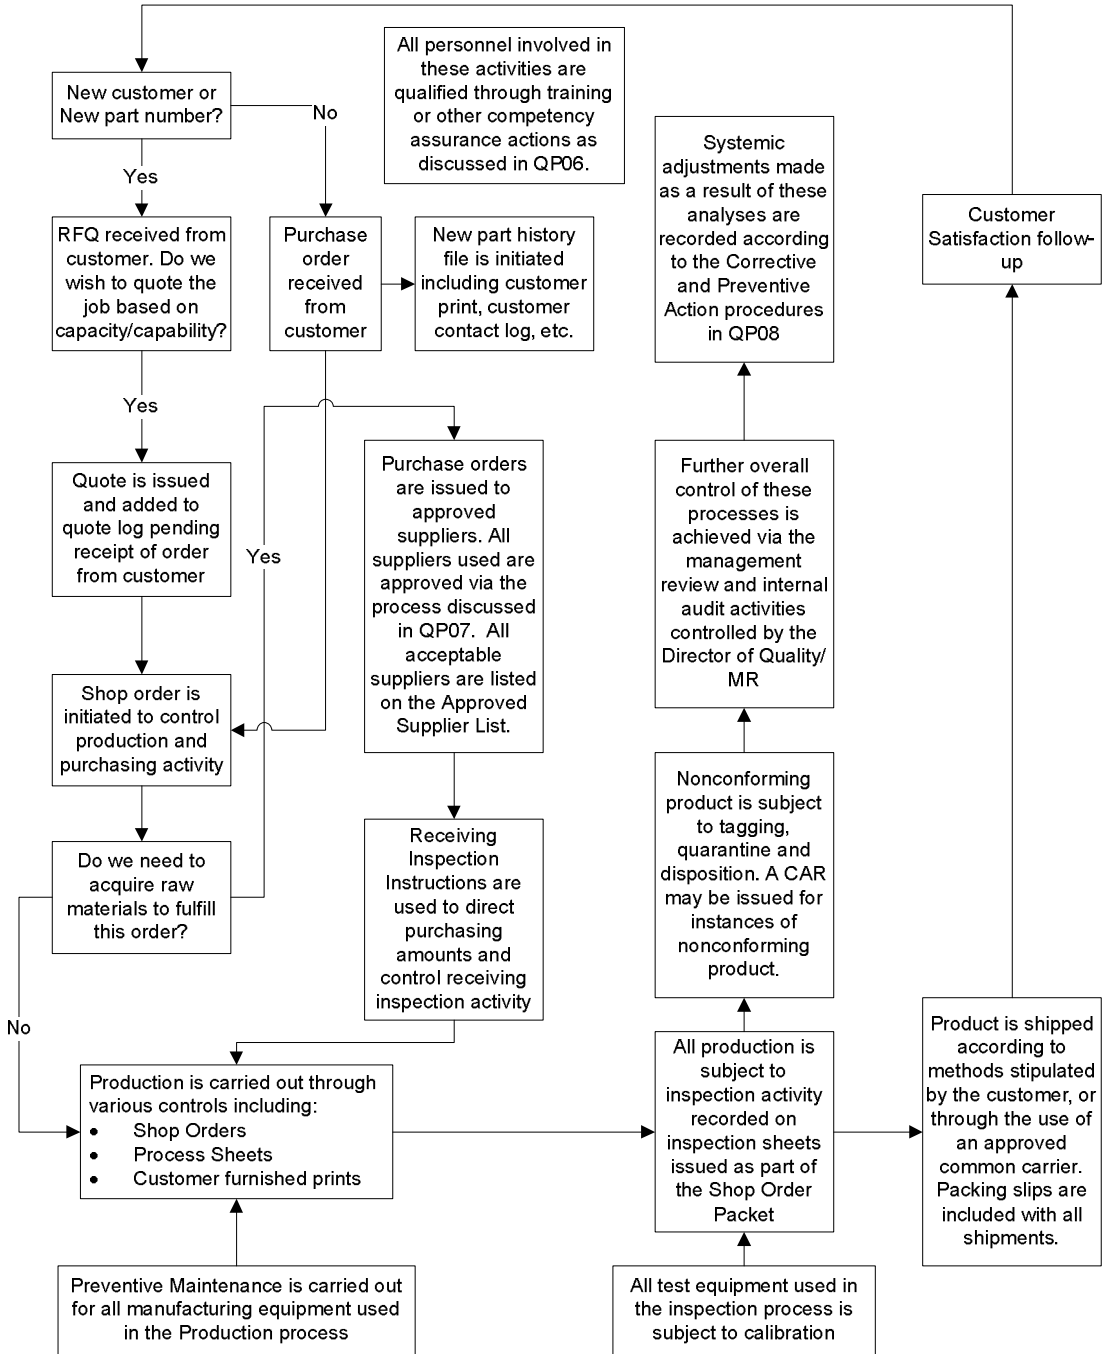 All personnel involved in
these activities are
qualified through training
or other competency
assurance actions as
discussed in QP06.
New customer or
New part number?
No
Yes
Systemic
adjustments made
as a result of these
analyses are
recorded according
to the Corrective
and Preventive
Action procedures
in QP08
Customer
Satisfaction follow-
up
RFQ received from
customer. Do we
wish to quote the
job based on
capacity/capability?
Purchase
order
received
from
customer
New part history
file is initiated
including customer
print, customer
contact log, etc.
Yes
Quote is issued
and added to
quote log pending
receipt of order
from customer
Yes
Purchase orders
are issued to
approved
suppliers. All
suppliers used are
approved via the
process discussed
in QP07.  All
acceptable
suppliers are listed
on the Approved
Supplier List.
Further overall
control of these
processes is
achieved via the
management
review and internal
audit activities
controlled by the
Director of Quality/
MR
Shop order is
initiated to control
production and
purchasing activity
Do we need to
acquire raw
materials to fulfill
this order?
Receiving
Inspection
Instructions are
used to direct
purchasing
amounts and
control receiving
inspection activity
Nonconforming
product is subject
to tagging,
quarantine and
disposition. A CAR
may be issued for
instances of
nonconforming
product.
No
Production is carried out through
various controls including:
• Shop Orders
• Process Sheets
• Customer furnished prints
All production is
subject to
inspection activity
recorded on
inspection sheets
issued as part of
the Shop Order
Packet
Product is shipped
according to
methods stipulated
by the customer, or
through the use of
an approved
common carrier.
Packing slips are
included with all
shipments.
Preventive Maintenance is carried out
for all manufacturing equipment used
in the Production process
All test equipment used in
the inspection process is
subject to calibration